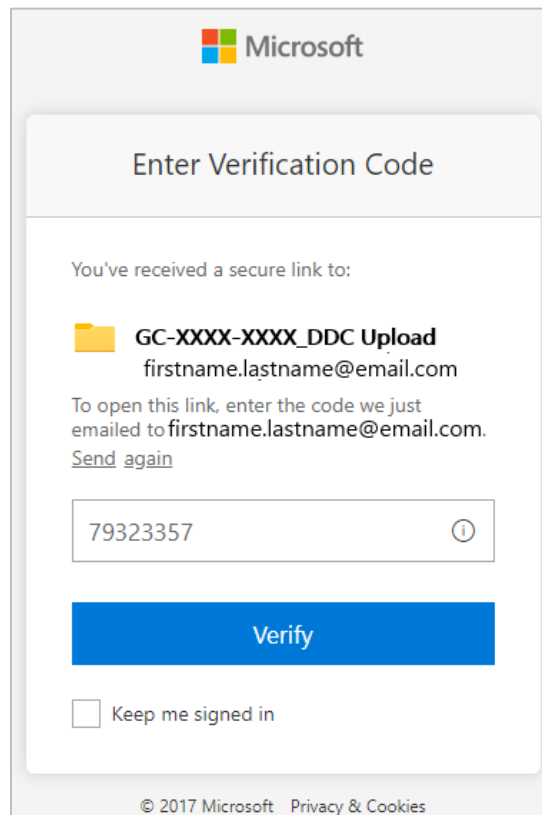 Microsoft
Enter Verification Code
You've received a secure link to:
GC-XXXX-XXXX_DDC Upload
firstname.lastname@email.com
To open this link, enter the code we just
emailed to firstname.lastname@email.com.
Send again
79323357
Verify
Keep me signed in
© 2017 Microsoft Privacy & Cookies